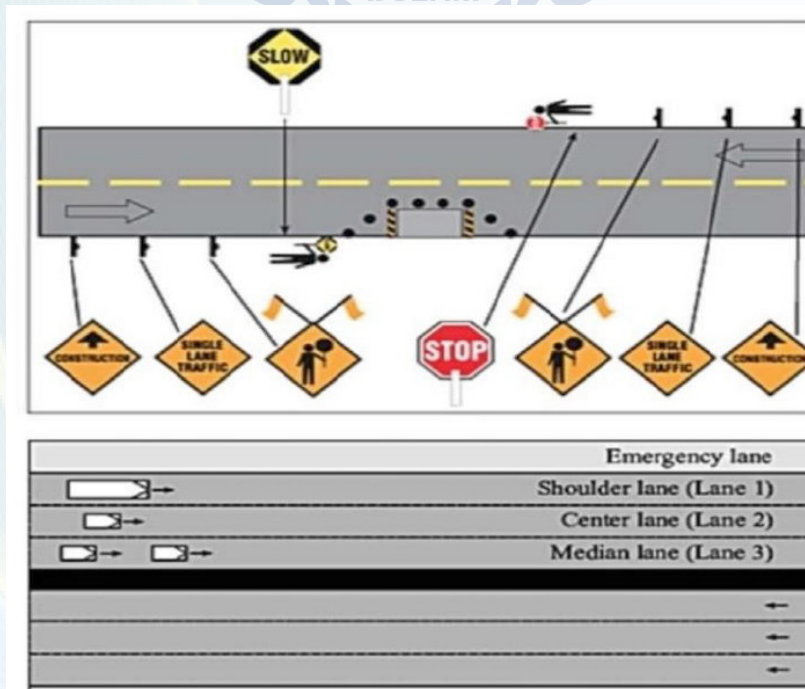 SLOW
CONSTRUCTION
SINGLE
LANE
TRAFFIC
STOP
SINGLE
LANE
TRAFFIC
CONSTRUCTION
Emergency lane
Shoulder lane (Lane 1)
Center lane (Lane 2)
Median lane (Lane 3)